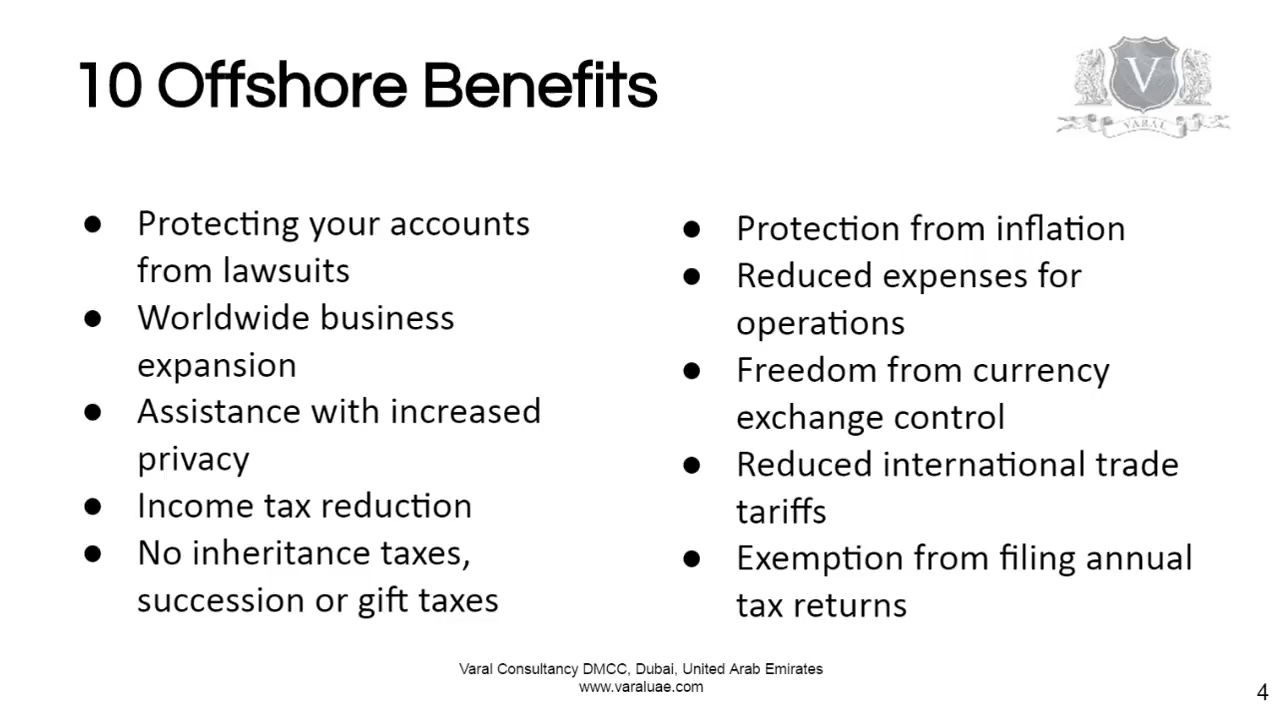 10 Offshore Benefits
VARAL
V
● Protecting your accounts
from lawsuits
● Worldwide business
expansion
● Assistance with increased
privacy
● Income tax reduction
● No inheritance taxes,
succession or gift taxes
● Protection from inflation
● Reduced expenses for
operations
● Freedom from currency
exchange control
● Reduced international trade
tariffs
● Exemption from filing annual
tax returns
Varal Consultancy DMCC, Dubai, United Arab Emirates
www.varaluae.com
4